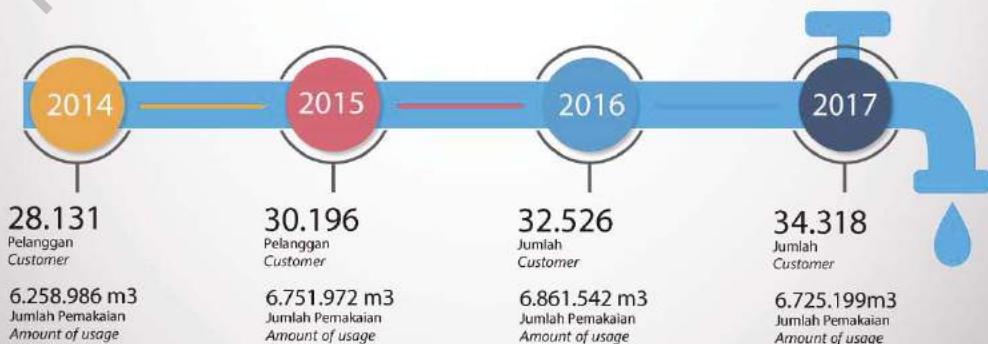 2014
2015
2016
2017
28.131
Pelanggan
Customer
6.258.986 m3
Jumlah Pemakaian
Amount of usage
30.196
Pelanggan
Customer
6.751.972 m3
Jumlah Pemakaian
Amount of usage
32.526
Jumlah
Customer
6.861.542 m3
Jumlah Pemakaian
Amount of usage
34.318
Jumlah
Customer
6.725.199m3
Jumlah Pemakaian
Amount of usage